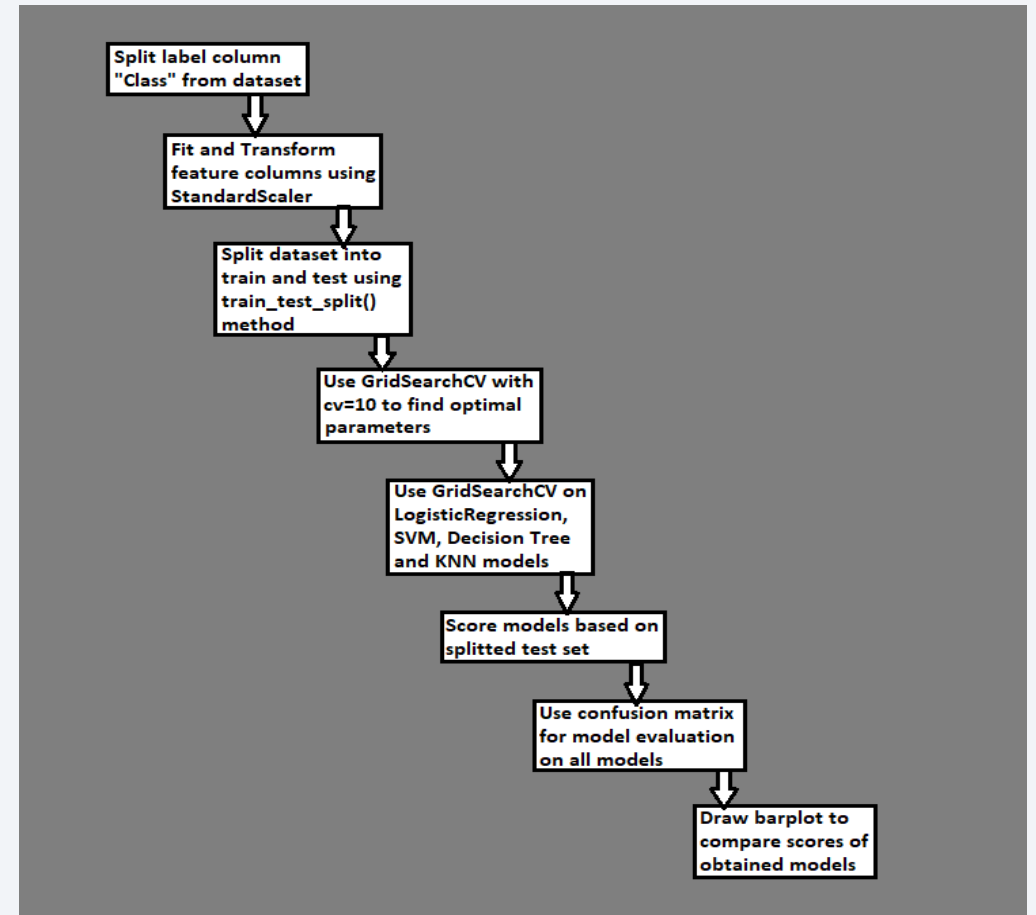 Split label column
"Class" from dataset
Fit and Transform
feature columns using
StandardScaler
Split dataset into
train and test using
train_test_split()
method
Use GridSearchCV with
cv=10 to find optimal
parameters
Use GridSearchCV on
LogisticRegression,
SVM, Decision Tree
and KNN models
Score models based on
splitted test set
Use confusion matrix
for model evaluation
on all models
Draw barplot to
compare scores of
obtained models